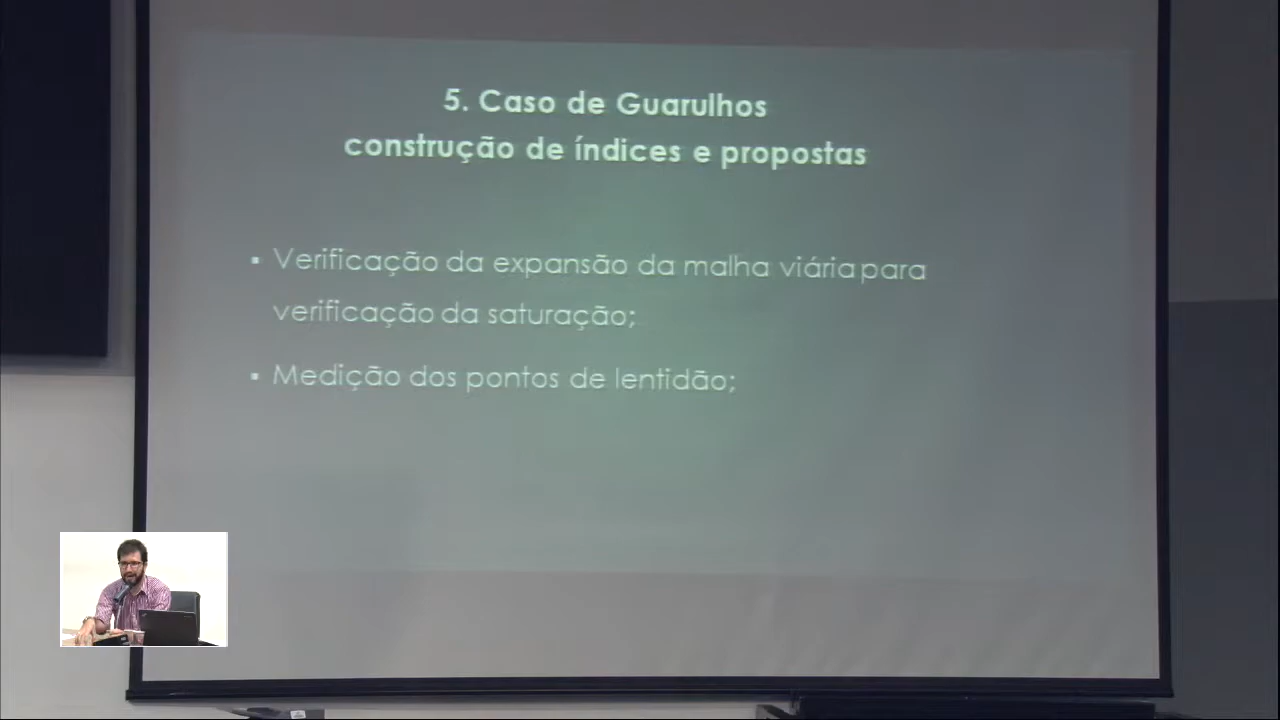 5. Caso de Guarulhos
construção de índices e propostas
▪ Verificação da expansão da malha viária para
verificação da saturação;
▪ Medição dos pontos de lentidão;